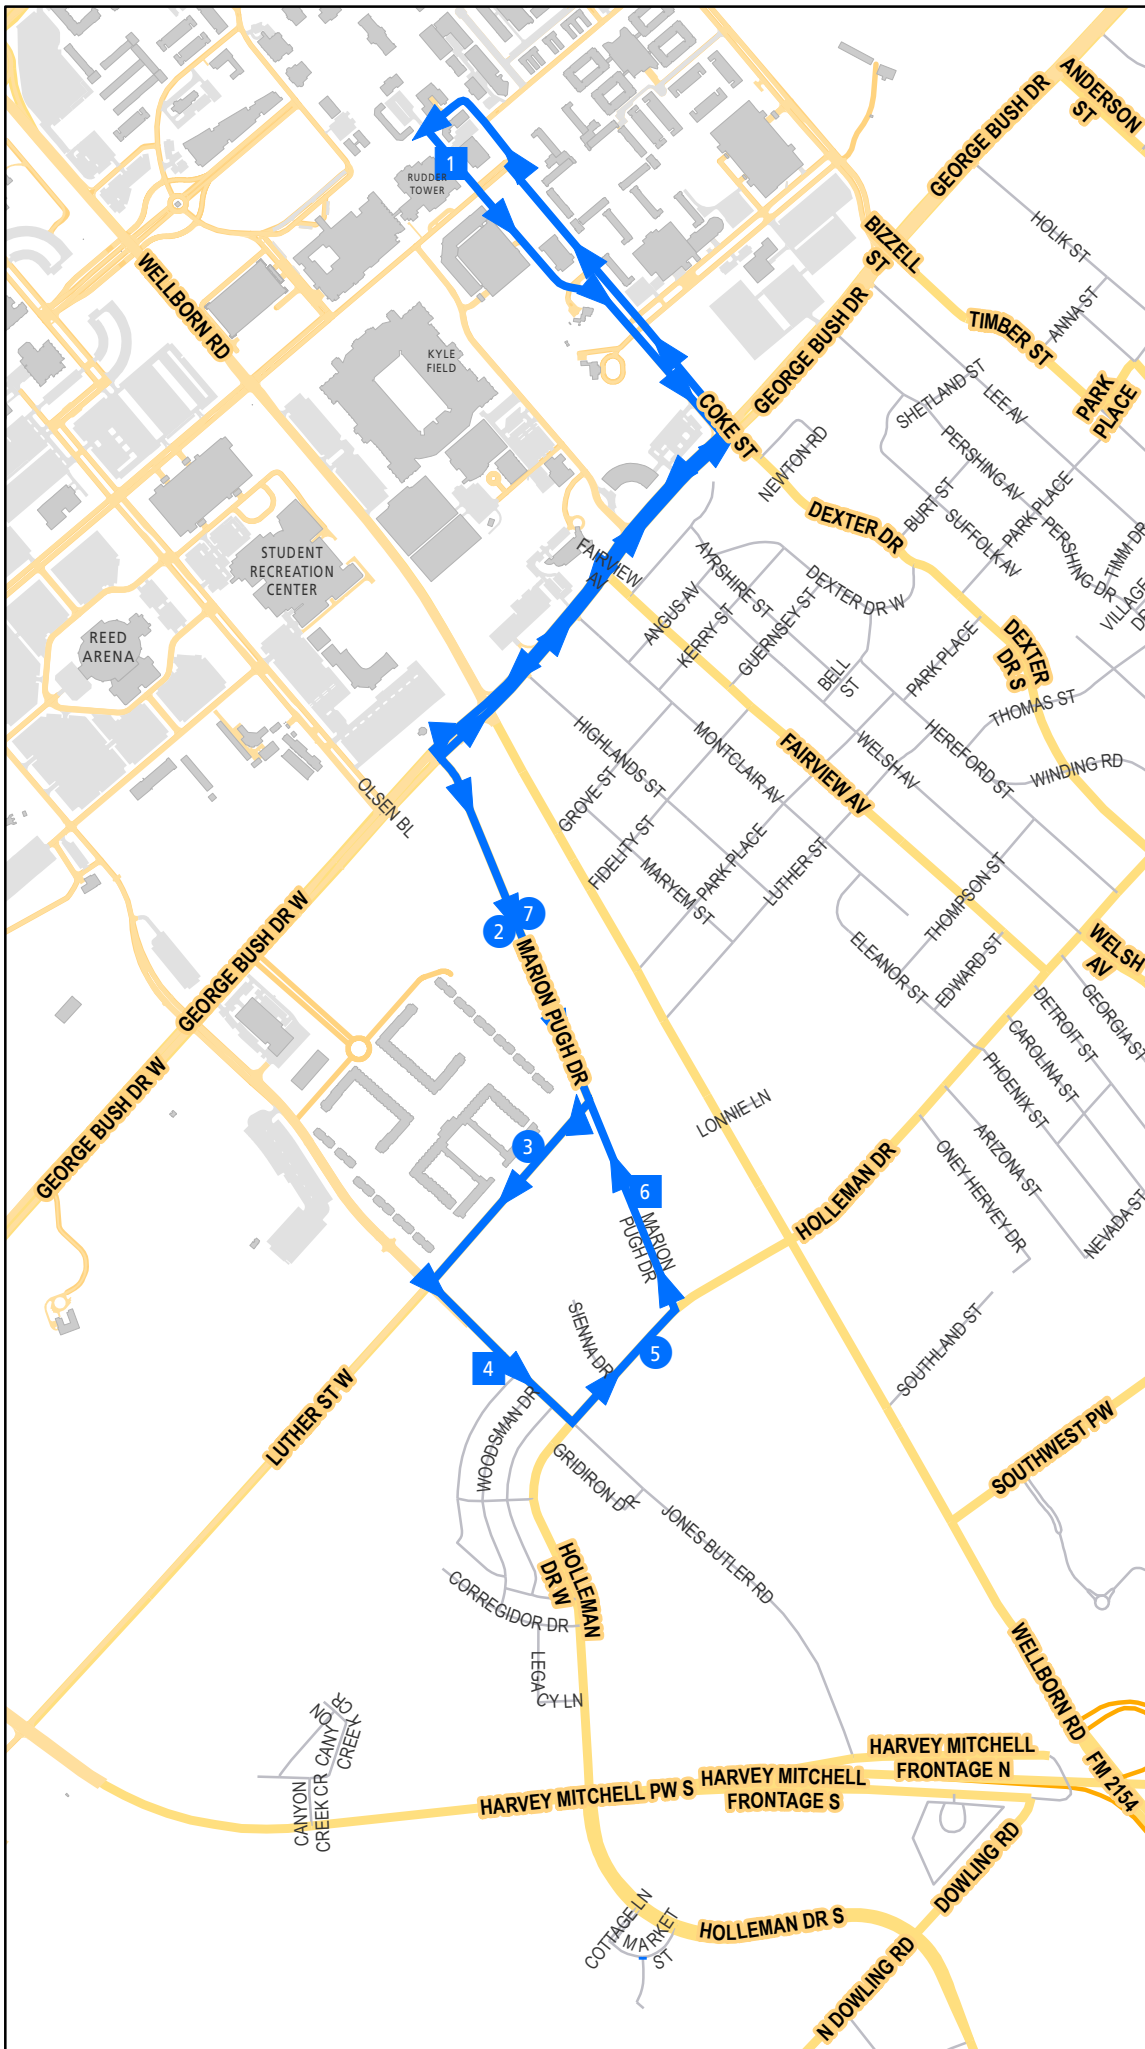 ANDERSON
ST
GEORGE BUSH DR
1
RUDDER
TOWER
HOLIK ST
BIZZELL
ST
WELLBORN RD
ANNA ST
TIMBER ST
GEORGE BUSH DR
KYLE
FIELD
SHETLAND ST
LEE AV
PARK
PLACE
COKE ST
NEWTON RD
PERSHING AV
PARK PLACE
BURT ST
SUFFOLK AV
DEXTER DR
PERSHING DR
TIMM DR
VILLAGE
DR
STUDENT
RECREATION
CENTER
FAIRVIEW
AV
AYRSHIRE ST
DEXTER DR W
ANGUS AV
KERRY ST
GUERNSEY ST
REED
ARENA
BELL
ST
PARK PLACE
DEXTER
DR S
THOMAS ST
HIGHLANDS ST
MONTCLAIR AV
FAIRVIEW AV
WELSH AV
HEREFORD ST
WINDING RD
OLSEN BL
GROVE ST
FIDELITY ST
MARYEM ST
PARK PLACE
LUTHER ST
THOMPSON ST
GEORGE BUSH DR W
2
7
MARION PUGH DR
ELEANOR ST
EDWARD ST
WELSH
AV
DETROIT ST
GEORGIA ST
CAROLINA ST
PHOENIX ST
GEORGE BUSH DR W
LONNIE LN
3
ARIZONA ST
ONEY HERVEY DR
HOLLEMAN DR
6
NEVADA ST
MARION
PUGH DR
SIENNA DR
5
4
SOUTHLAND ST
LUTHER ST W
WOODSMAN DR
GRIDIRON DR
SOUTHWEST PW
JONES BUTLER RD
HOLLEMAN
DR W
CORREGIDOR DR
LEGACY LN
WELLBORN RD
CANYON
CREEK CR
CANYON
CREEK CR
HARVEY MITCHELL
FRONTAGE N
FM 2154
HARVEY MITCHELL PW S
HARVEY MITCHELL
FRONTAGE S
DOWLING RD
COTTAGE LN
MARKET
ST
HOLLEMAN DR S
N DOWLING RD